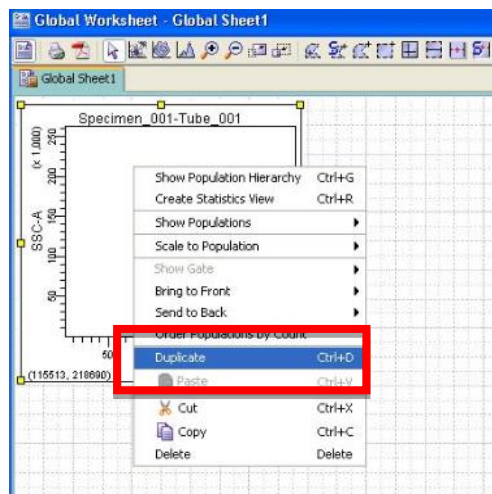 Global Worksheet - Global Sheet1
Global Sheet1
Specimen_001-Tube_001
(x 1,000)
250
200
150
100
50
SSC-A
50
(115513, 218690)
Show Population Hierarchy Ctrl+G
Create Statistics View Ctrl+R
Show Populations
Scale to Population
Show Gate
Bring to Front
Send to Back
Order Populations by Count
Duplicate Ctrl+D
Paste Ctrl+V
Cut Ctrl+X
Copy Ctrl+C
Delete Delete